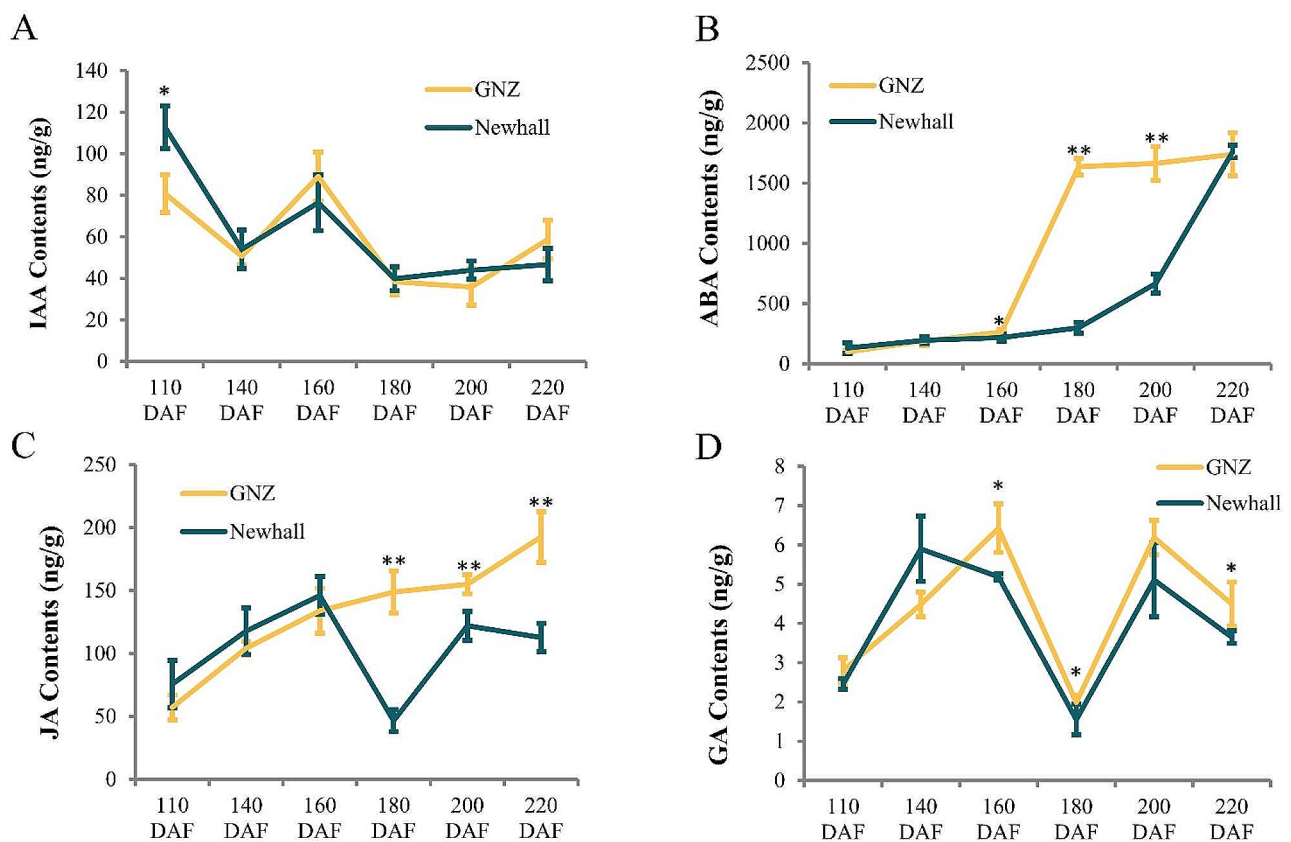 A
IAA Contents (ng/g)
140
120
100
80
60
40
20
0
*
GNZ
Newhall
110 140 160 180 200 220
DAF DAF DAF DAF DAF DAF
B
ABA Contents (ng/g)
2500
2000
1500
1000
500
0
GNZ
Newhall
* ** **
110 140 160 180 200 220
DAF DAF DAF DAF DAF DAF
C
JA Contents (ng/g)
250
200
150
100
50
0
GNZ
Newhall
** ** **
110 140 160 180 200 220
DAF DAF DAF DAF DAF DAF
D
GA Contents (ng/g)
8
7
6
5
4
3
2
1
0
GNZ
Newhall
* * *
110 140 160 180 200 220
DAF DAF DAF DAF DAF DAF